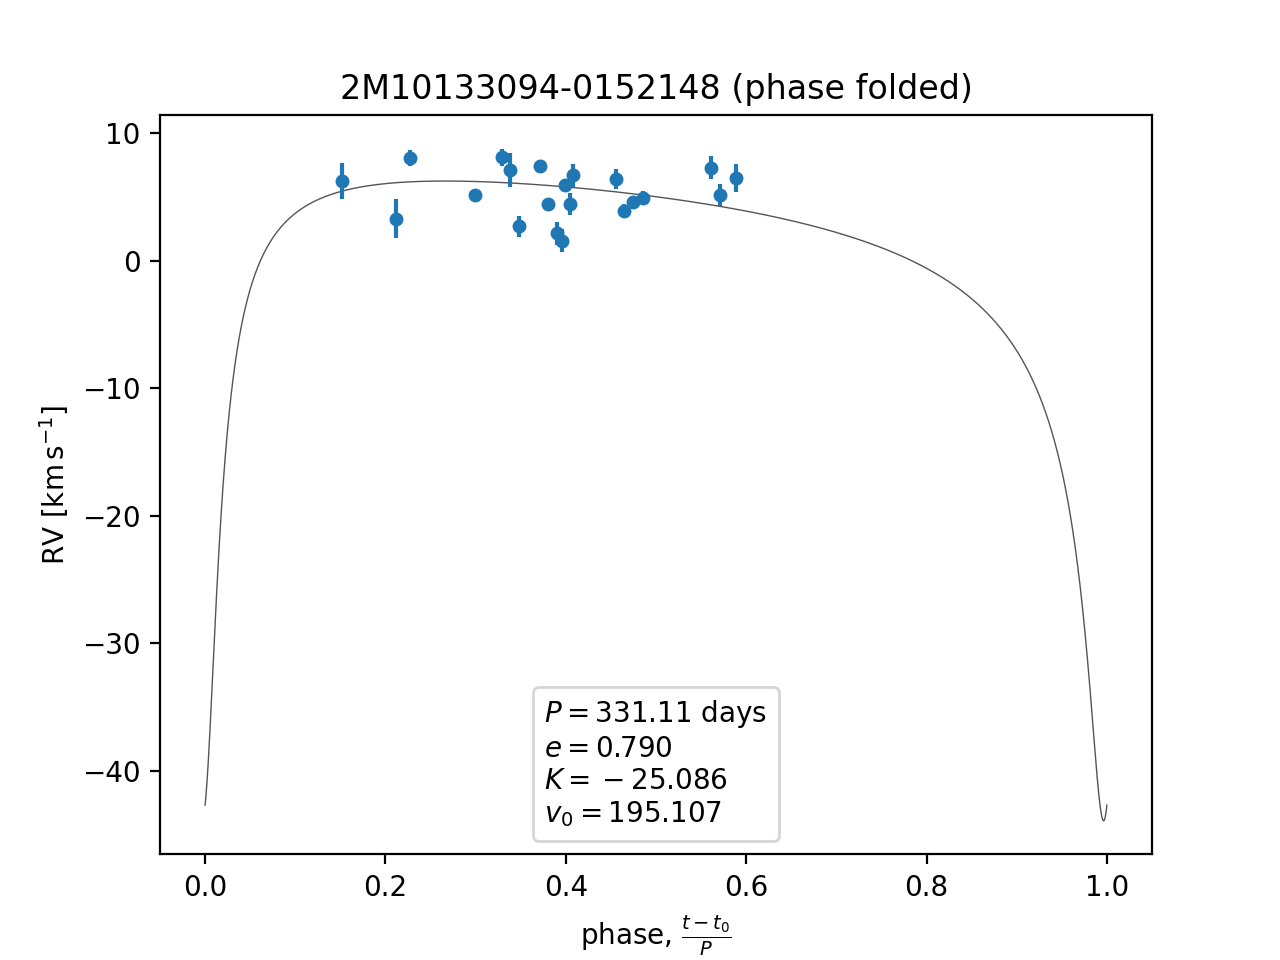 2M10133094-0152148 (phase folded)
10
0
−10
−20
−30
−40
RV [km s⁻¹]
P = 331.11 days
e = 0.790
K = −25.086
v₀ = 195.107
0.0 0.2 0.4 0.6 0.8 1.0
phase, (t − t₀)/P